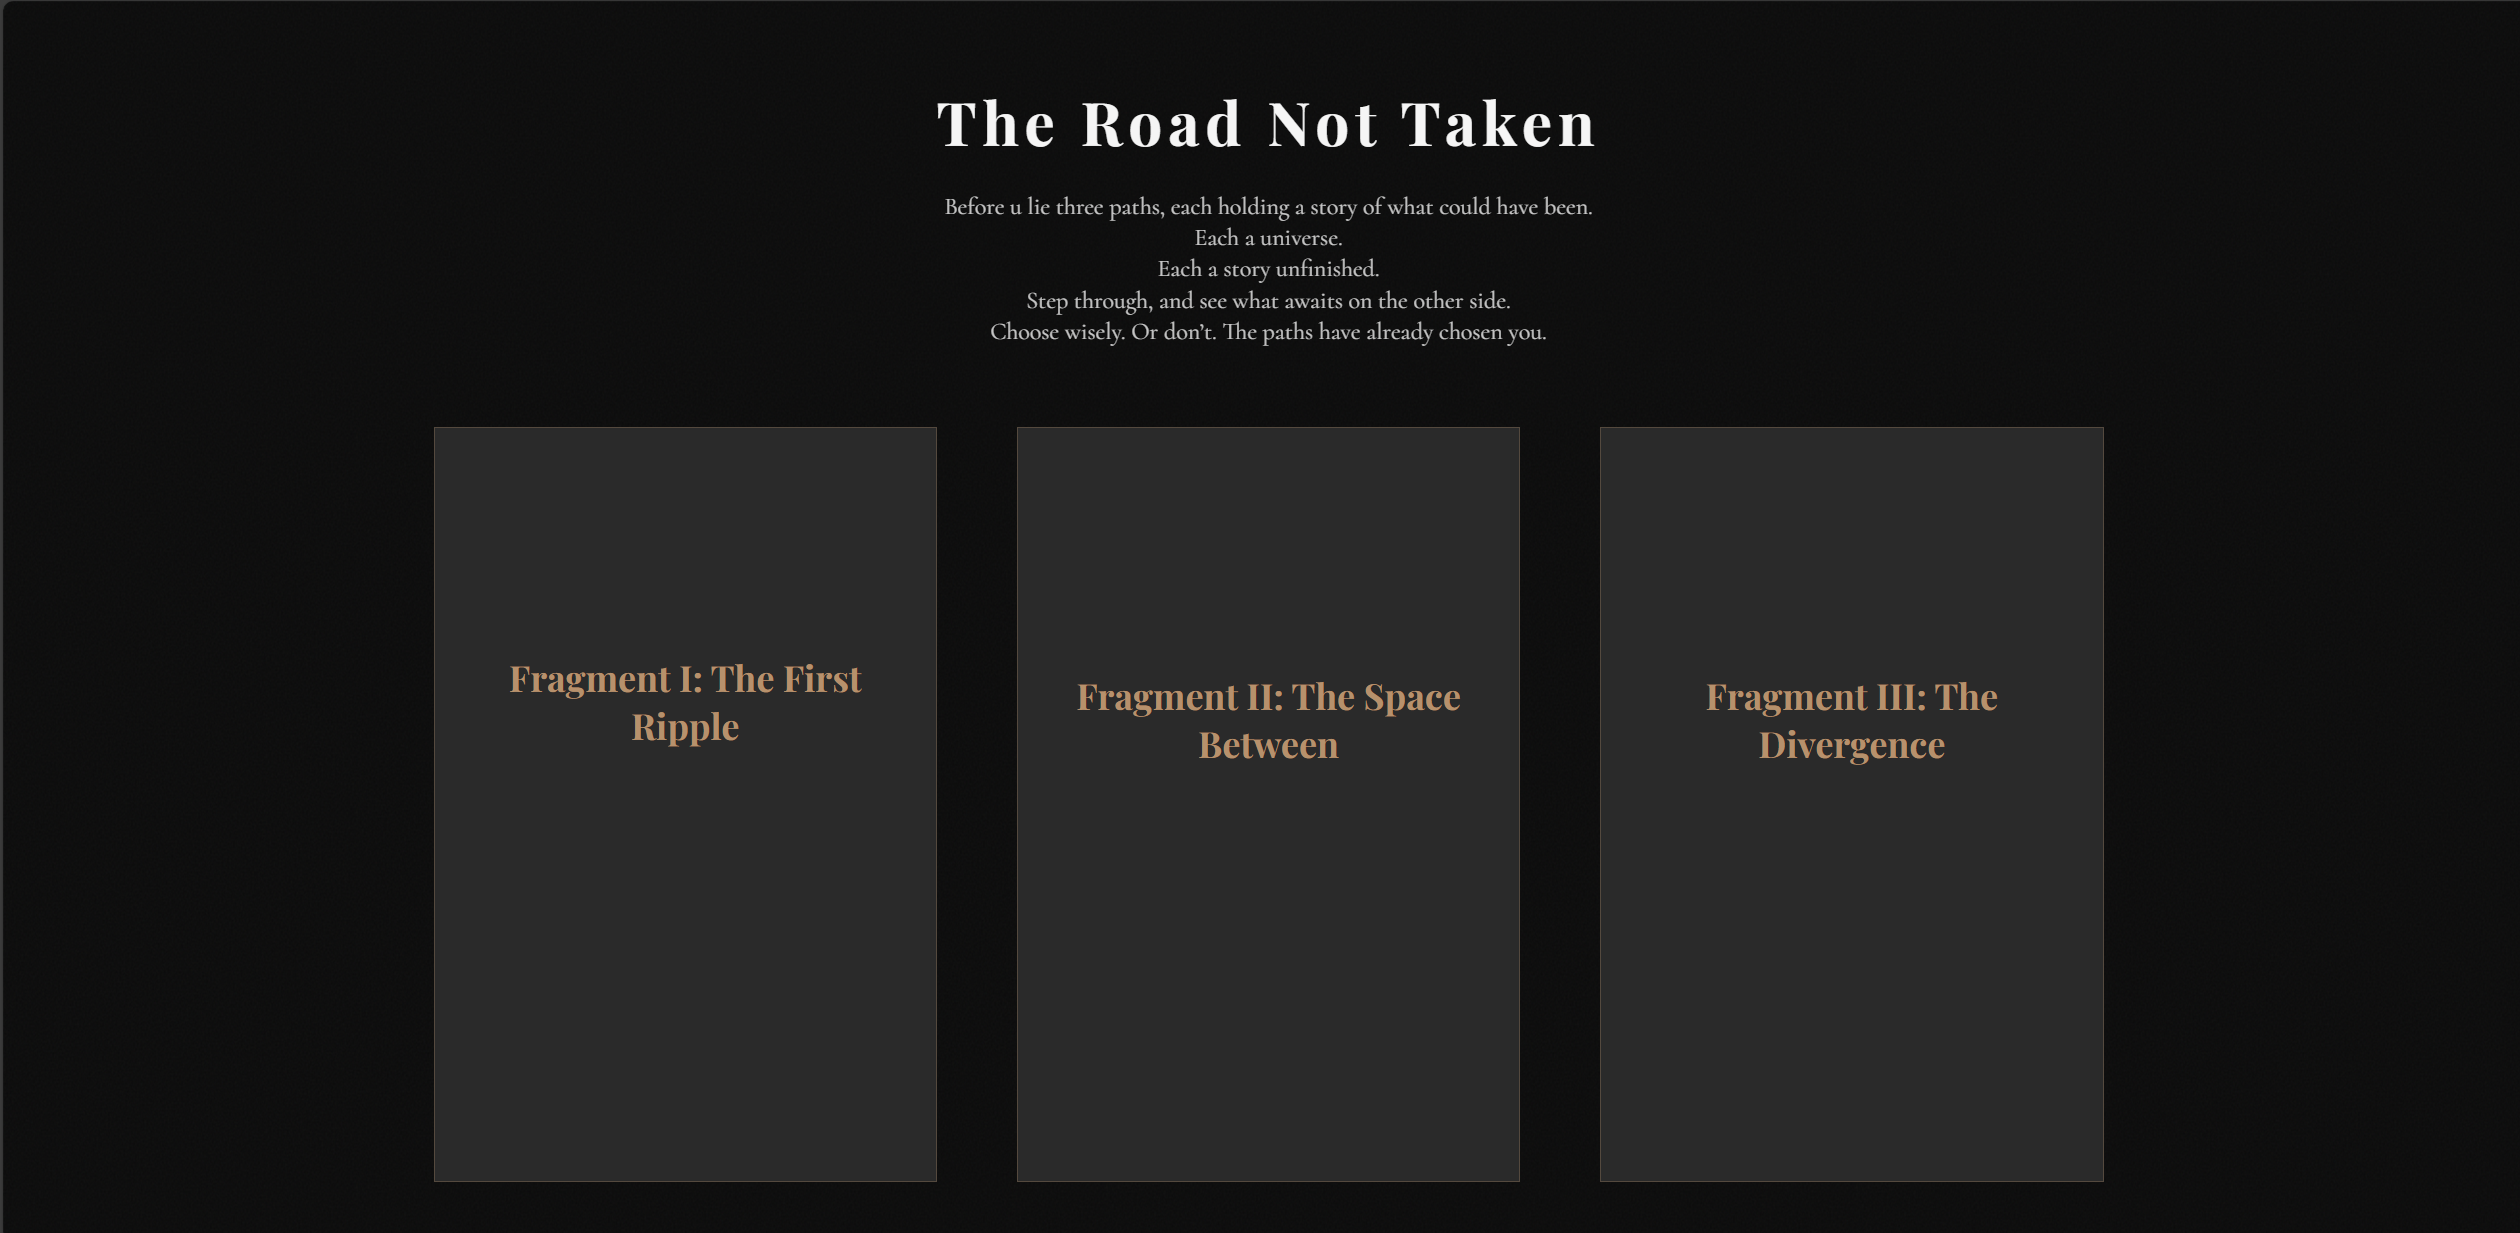 The Road Not Taken
Before u lie three paths, each holding a story of what could have been.
Each a universe.
Each a story unfinished.
Step through, and see what awaits on the other side.
Choose wisely. Or don’t. The paths have already chosen you.
Fragment I: The First
Ripple
Fragment II: The Space
Between
Fragment III: The
Divergence